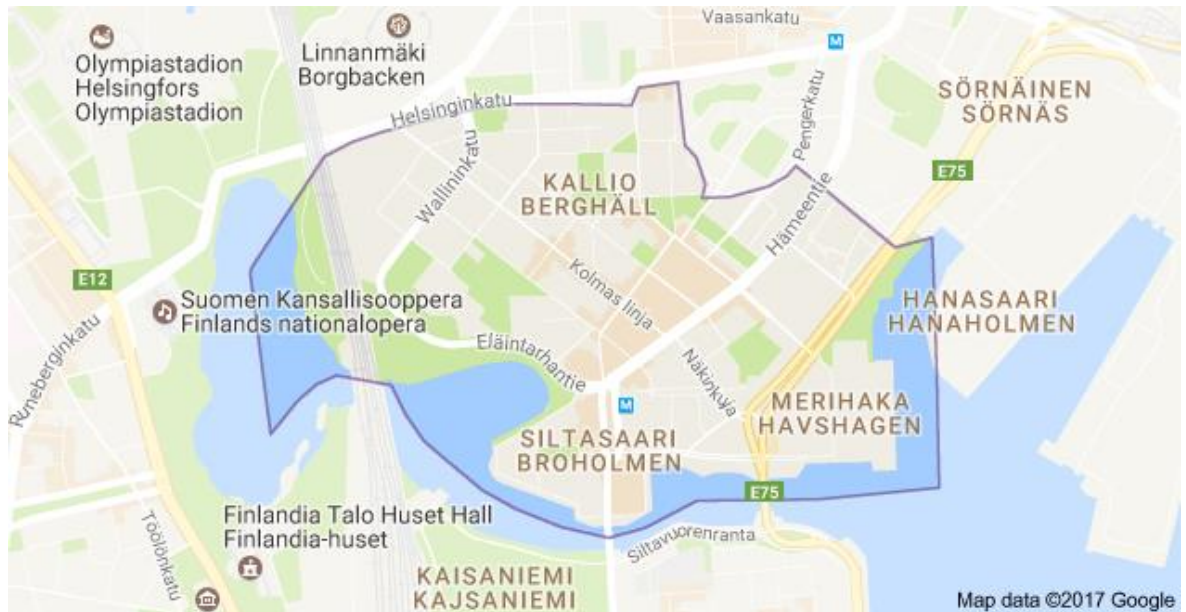 Vaasankatu
M
Olympiastadion
Helsingfors
Olympiastadion
Linnanmäki
Borgbacken
Helsinginkatu
Pengerkatu
SÖRNÄINEN
SÖRNÄS
E75
Wallininkatu
KALLIO
BERGHÄLL
Hämeentie
E12
Suomen Kansallisooppera
Finlands nationalopera
Kolmas linja
HANASAARI
HANAHOLMEN
Runeberginkatu
Eläintarhantie
Näkinkuja
M
MERIHAKA
HAVSHAGEN
SILTASAARI
BROHOLMEN
E75
Töölönkatu
Finlandia Talo Huset Hall
Finlandia-huset
Siltavuorenranta
KAISANIEMI
KAJSANIEMI
Map data ©2017 Google